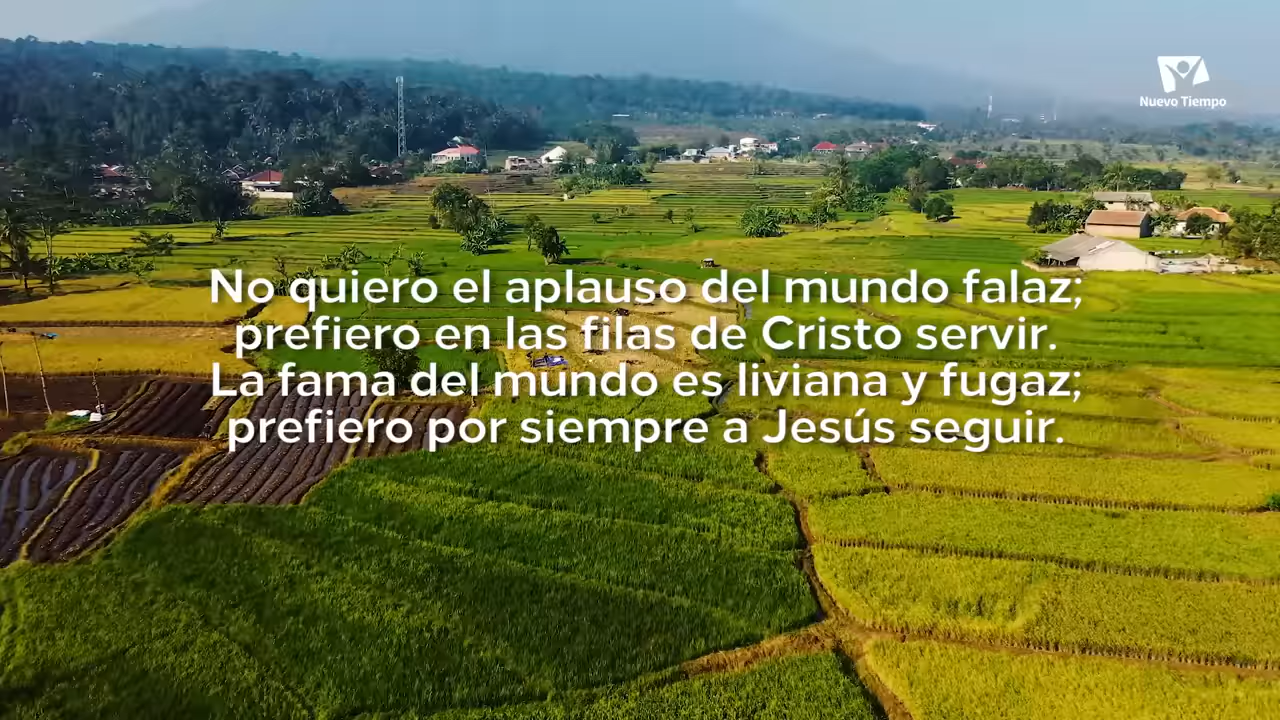 Nuevo Tiempo
No quiero el aplauso del mundo falaz;
prefiero en las filas de Cristo servir.
La fama del mundo es liviana y fugaz;
prefiero por siempre a Jesús seguir.